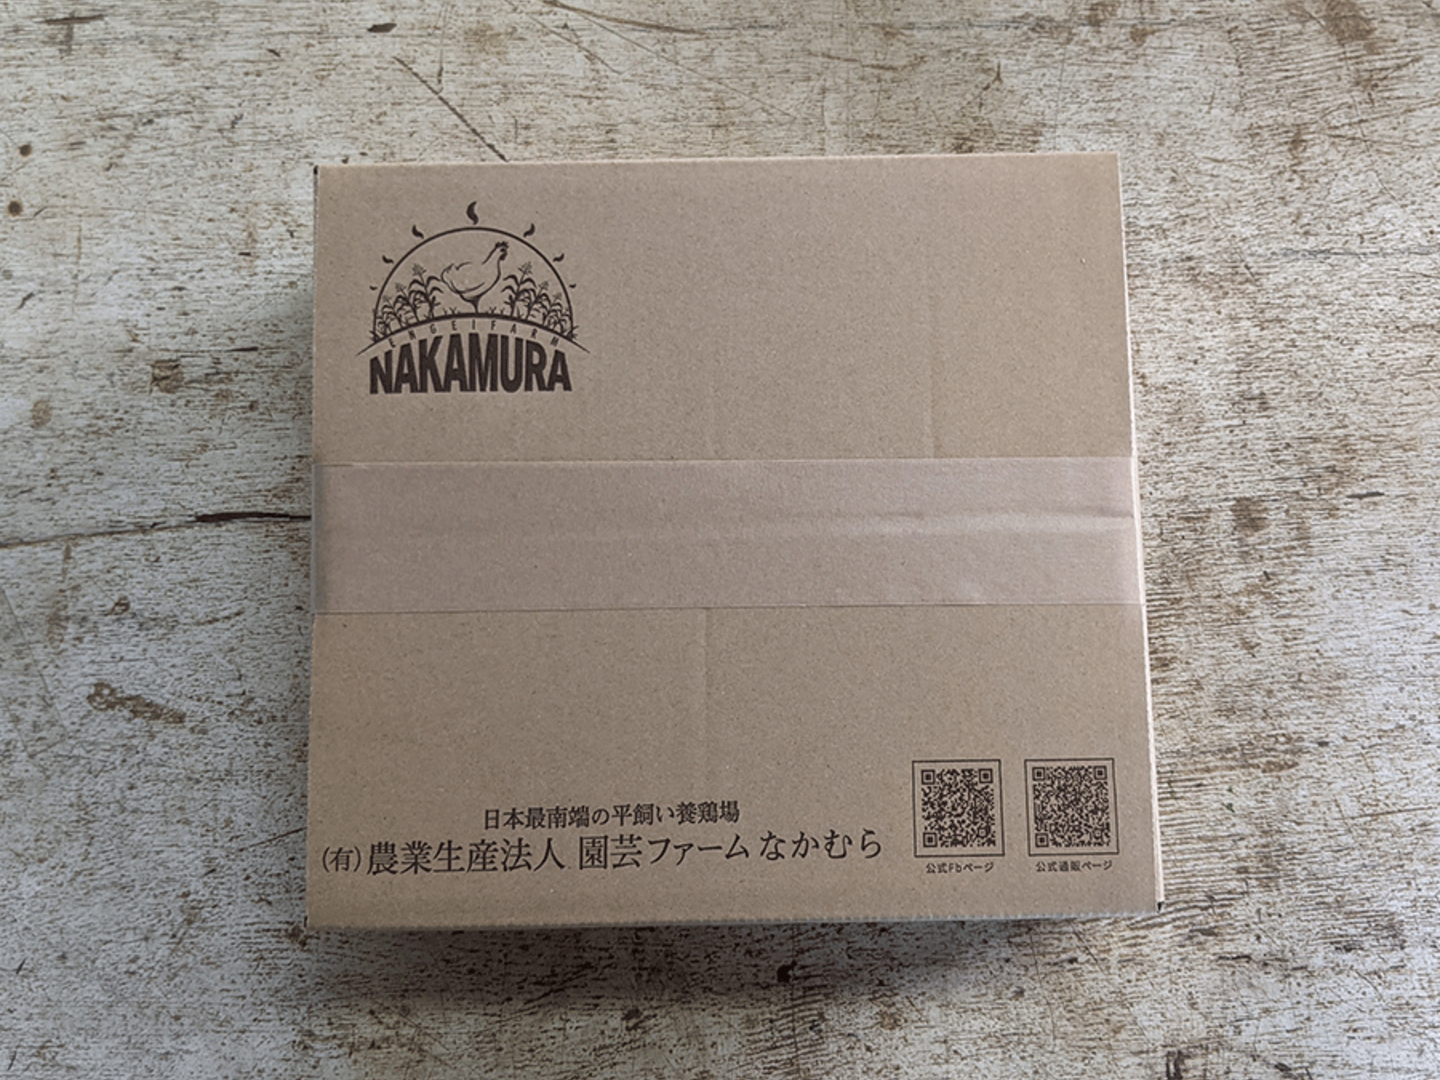 ENGEIFARM
NAKAMURA
日本最南端の平飼い養鶏場
(有)農業生産法人 園芸ファームなかむら
公式Fbページ
公式通販ページ